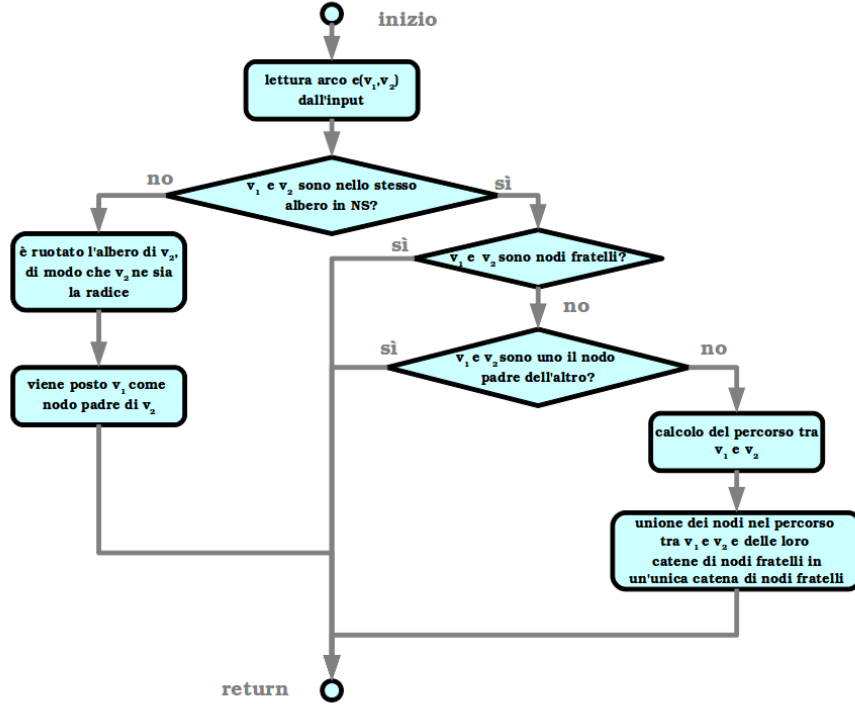 inizio
lettura arco e(v₁,v₂)
dall'input
no
v₁ e v₂ sono nello stesso
albero in NS?
sì
è ruotato l'albero di v₂,
di modo che v₂ ne sia
la radice
sì
v₁ e v₂ sono nodi fratelli?
no
viene posto v₁ come
nodo padre di v₂
sì
v₁ e v₂ sono uno il nodo
padre dell'altro?
no
calcolo del percorso tra
v₁ e v₂
unione dei nodi nel percorso
tra v₁ e v₂ e delle loro
catene di nodi fratelli in
un'unica catena di nodi fratelli
return